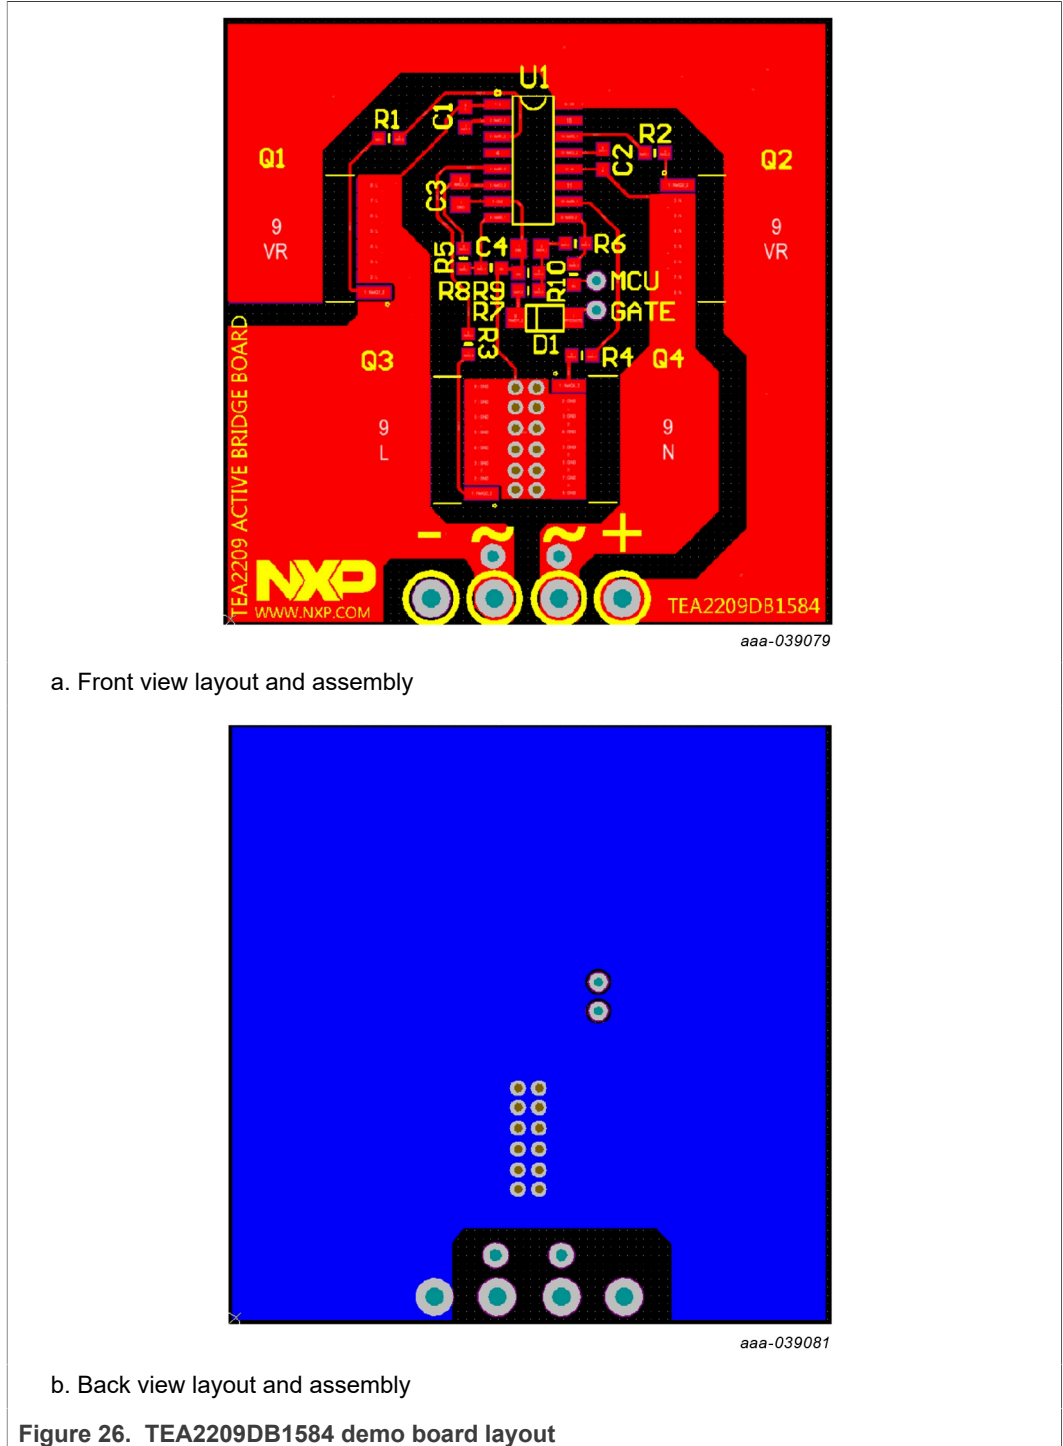 U1
R1
C1
R2
C2
Q1
Q2
C3
9
VR
9
VR
R5
C4
R6
R10
MCU
R8
R9
R7
GATE
R3
D1
R4
Q3
Q4
9
L
9
N
TEA2209 ACTIVE BRIDGE BOARD
- ~ ~ +
NXP
WWW.NXP.COM
TEA2209DB1584
aaa-039079
a. Front view layout and assembly
aaa-039081
b. Back view layout and assembly
Figure 26. TEA2209DB1584 demo board layout